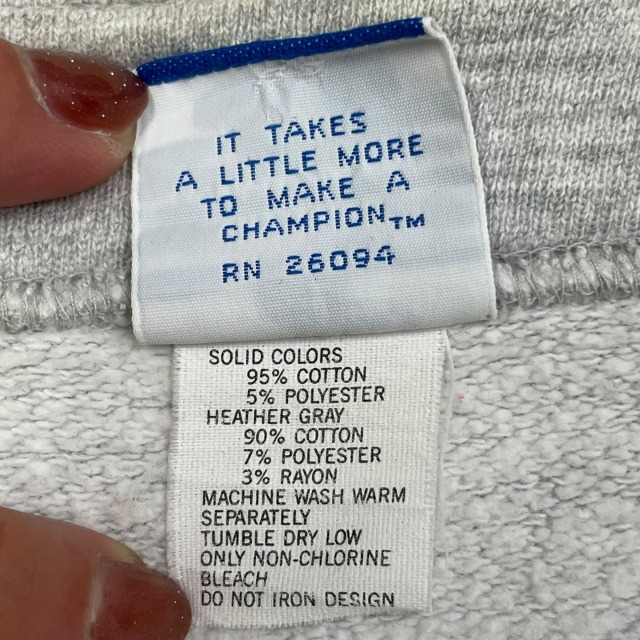 IT TAKES
A LITTLE MORE
TO MAKE A
CHAMPION™
RN 26094
SOLID COLORS
95% COTTON
5% POLYESTER
HEATHER GRAY
90% COTTON
7% POLYESTER
3% RAYON
MACHINE WASH WARM
SEPARATELY
TUMBLE DRY LOW
ONLY NON-CHLORINE
BLEACH
DO NOT IRON DESIGN